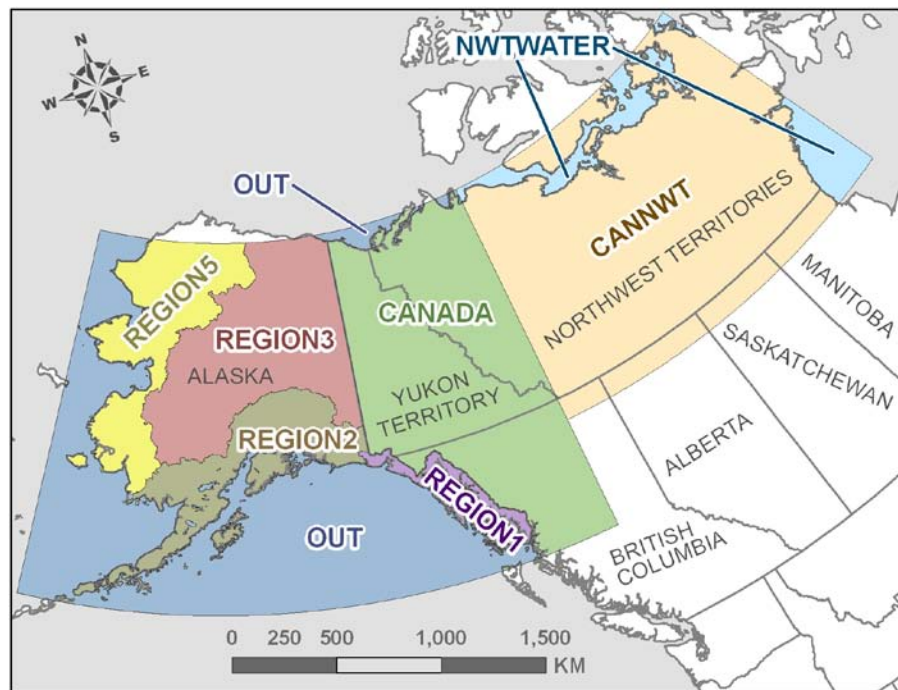 N
E
W
S
NWTWATER
OUT
CANNWT
NORTHWEST TERRITORIES
MANITOBA
REGION5
CANADA
REGION3
ALASKA
SASKATCHEWAN
YUKON
TERRITORY
REGION2
ALBERTA
REGION1
OUT
BRITISH
COLUMBIA
0 250 500 1,000 1,500
KM